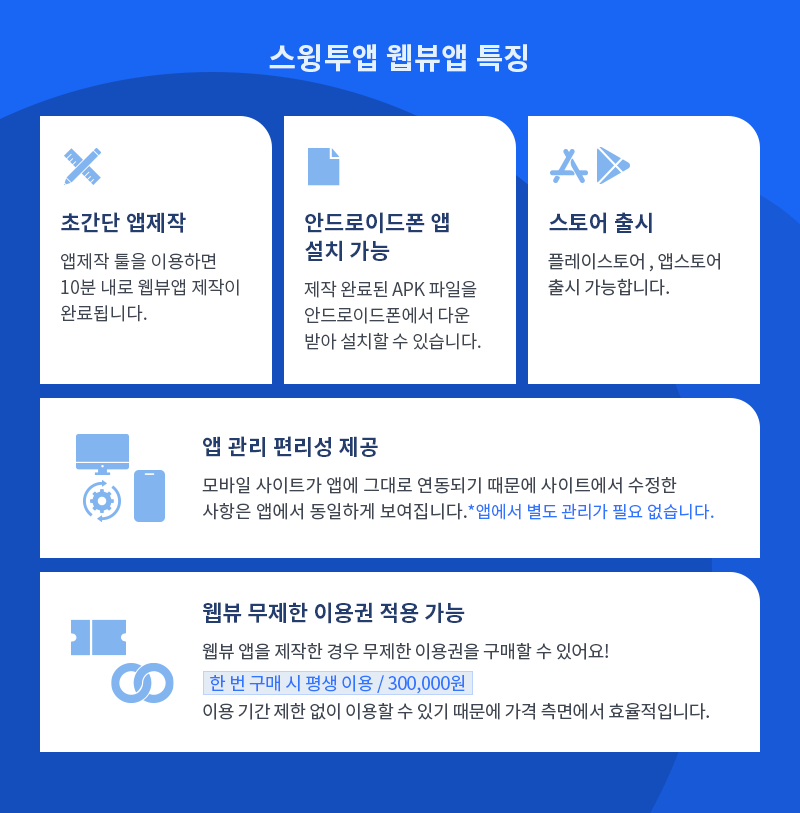 스윙투앱 웹뷰앱 특징
초간단 앱제작
앱제작 툴을 이용하면
10분 내로 웹뷰앱 제작이
완료됩니다.
안드로이드폰 앱
설치 가능
제작 완료된 APK 파일을
안드로이드폰에서 다운
받아 설치할 수 있습니다.
스토어 출시
플레이스토어 , 앱스토어
출시 가능합니다.
앱 관리 편리성 제공
모바일 사이트가 앱에 그대로 연동되기 때문에 사이트에서 수정한
사항은 앱에서 동일하게 보여집니다.*앱에서 별도 관리가 필요 없습니다.
웹뷰 무제한 이용권 적용 가능
웹뷰 앱을 제작한 경우 무제한 이용권을 구매할 수 있어요!
한 번 구매 시 평생 이용 / 300,000원
이용 기간 제한 없이 이용할 수 있기 때문에 가격 측면에서 효율적입니다.